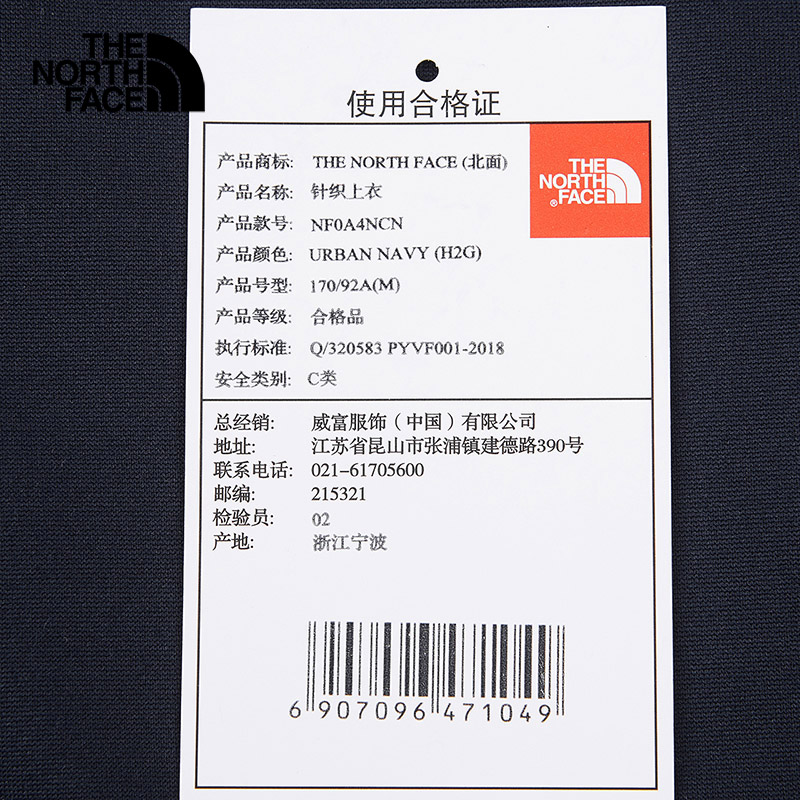 THE
NORTH
FACE
使用合格证
THE
NORTH
®FACE
产品商标: THE NORTH FACE (北面)
产品名称: 针织上衣
产品款号: NF0A4NCN
产品颜色: URBAN NAVY (H2G)
产品号型: 170/92A(M)
产品等级: 合格品
执行标准: Q/320583 PYVF001-2018
安全类别: C类
总经销: 威富服饰(中国)有限公司
地址: 江苏省昆山市张浦镇建德路390号
联系电话: 021-61705600
邮编: 215321
检验员: 02
产地: 浙江宁波
6 907096 471049